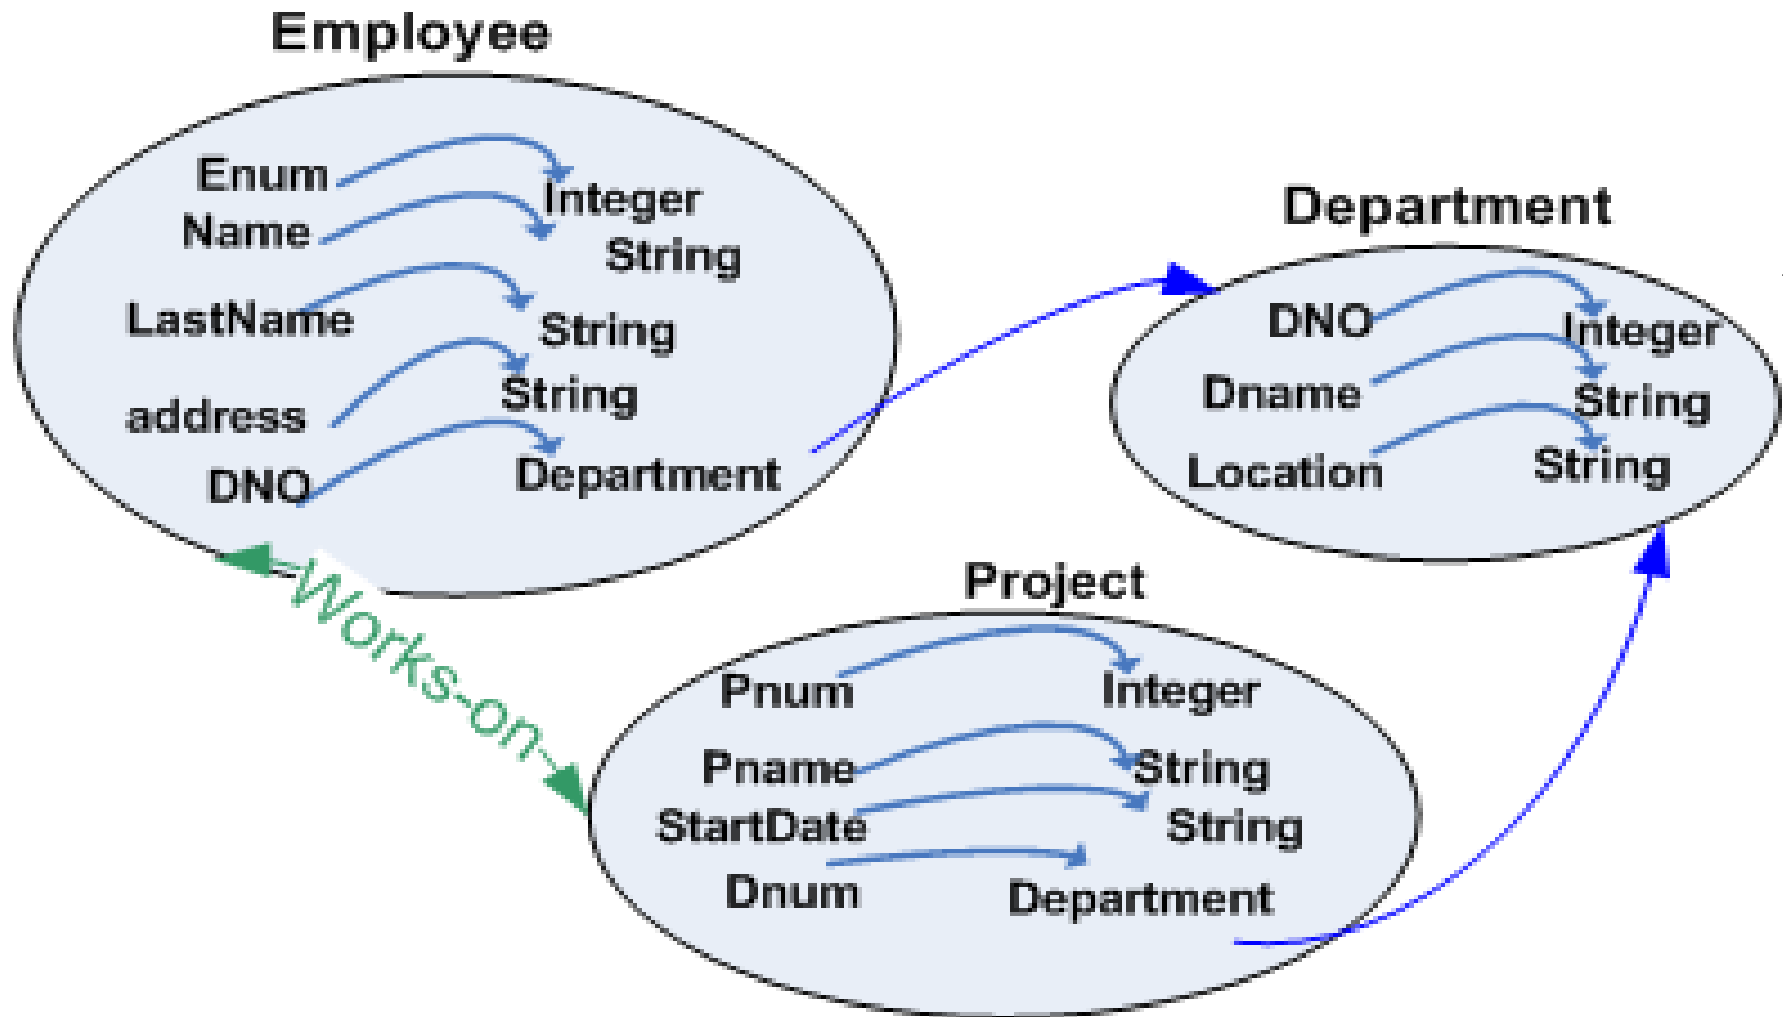 Employee
Enum Integer
Name String
LastName String
address String
DNO Department
Department
DNO Integer
Dname String
Location String
Works-on
Project
Pnum Integer
Pname String
StartDate String
Dnum Department